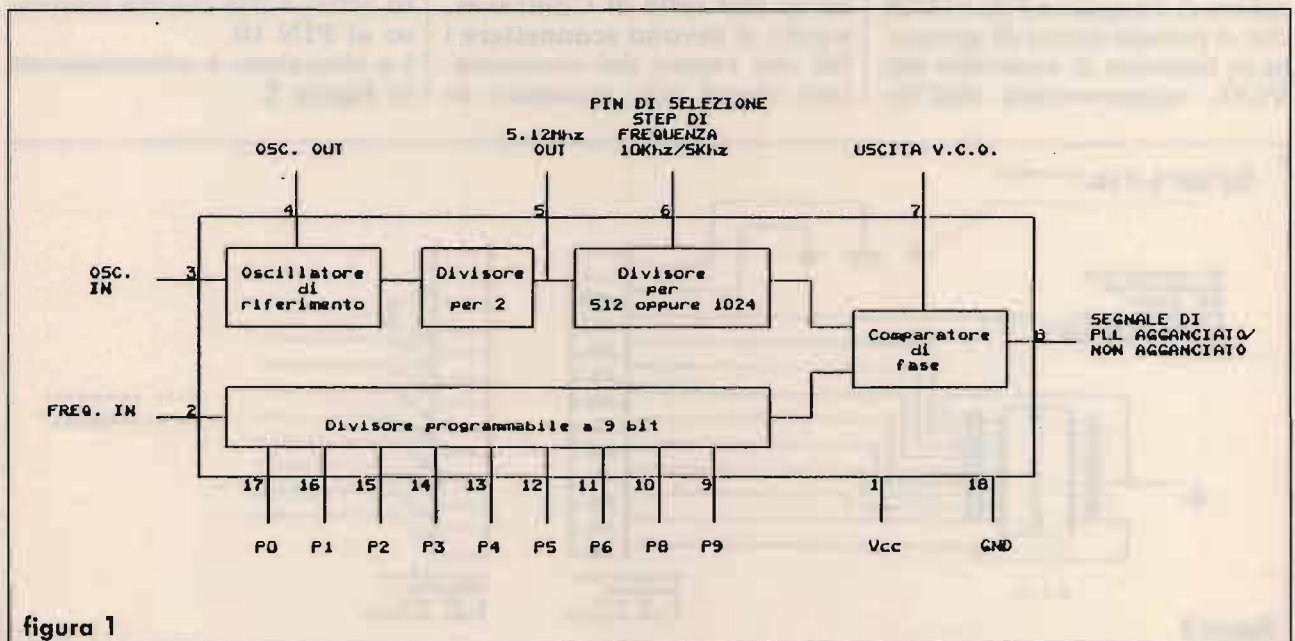 PIN DI SELEZIONE
STEP DI
FREQUENZA
10Khz/5Khz
5.12Mhz
OUT
OSC. OUT
USCITA V.C.O.
4
5
6
7
OSC.
IN
3
Oscillatore
di
riferimento
Divisore
per 2
Divisore
per
512 oppure 1024
Comparatore
di
fase
8
SEGNALE DI
PLL AGGANCIATO/
NON AGGANCIATO
FREQ. IN
2
Divisore programmabile a 9 bit
17
16
15
14
13
12
11
10
9
1
18
P0
P1
P2
P3
P4
P5
P6
P8
P9
Vcc
GND
figura 1